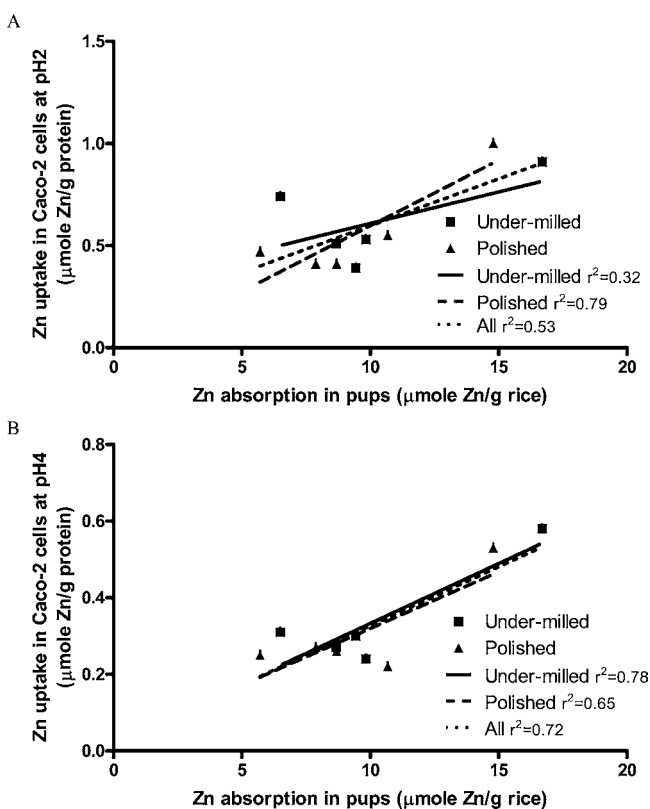 A
Zn uptake in Caco-2 cells at pH2
(μmole Zn/g protein)
1.5
1.0
0.5
0.0
0
5
10
15
20
Under-milled
Polished
Under-milled r²=0.32
Polished r²=0.79
All r²=0.53
Zn absorption in pups (μmole Zn/g rice)
B
Zn uptake in Caco-2 cells at pH4
(μmole Zn/g protein)
0.8
0.6
0.4
0.2
0.0
0
5
10
15
20
Under-milled
Polished
Under-milled r²=0.78
Polished r²=0.65
All r²=0.72
Zn absorption in pups (μmole Zn/g rice)